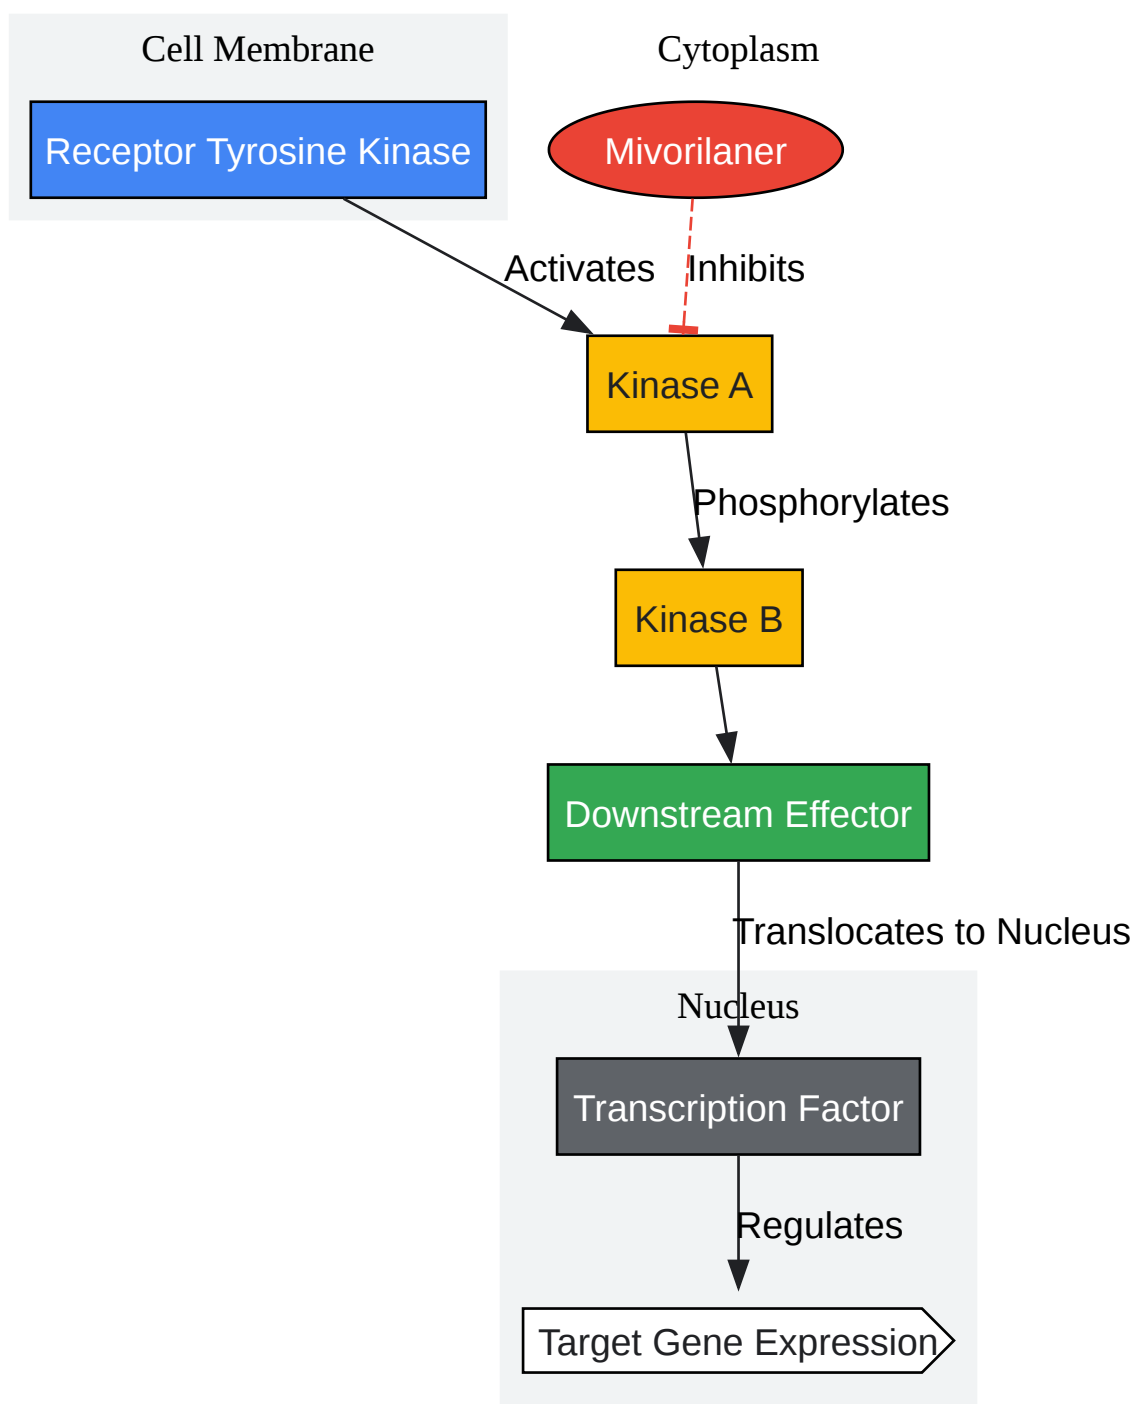 Cell Membrane
Cytoplasm
Receptor Tyrosine Kinase
Mivorilaner
Activates
Inhibits
Kinase A
Phosphorylates
Kinase B
Downstream Effector
Translocates to Nucleus
Nucleus
Transcription Factor
Regulates
Target Gene Expression